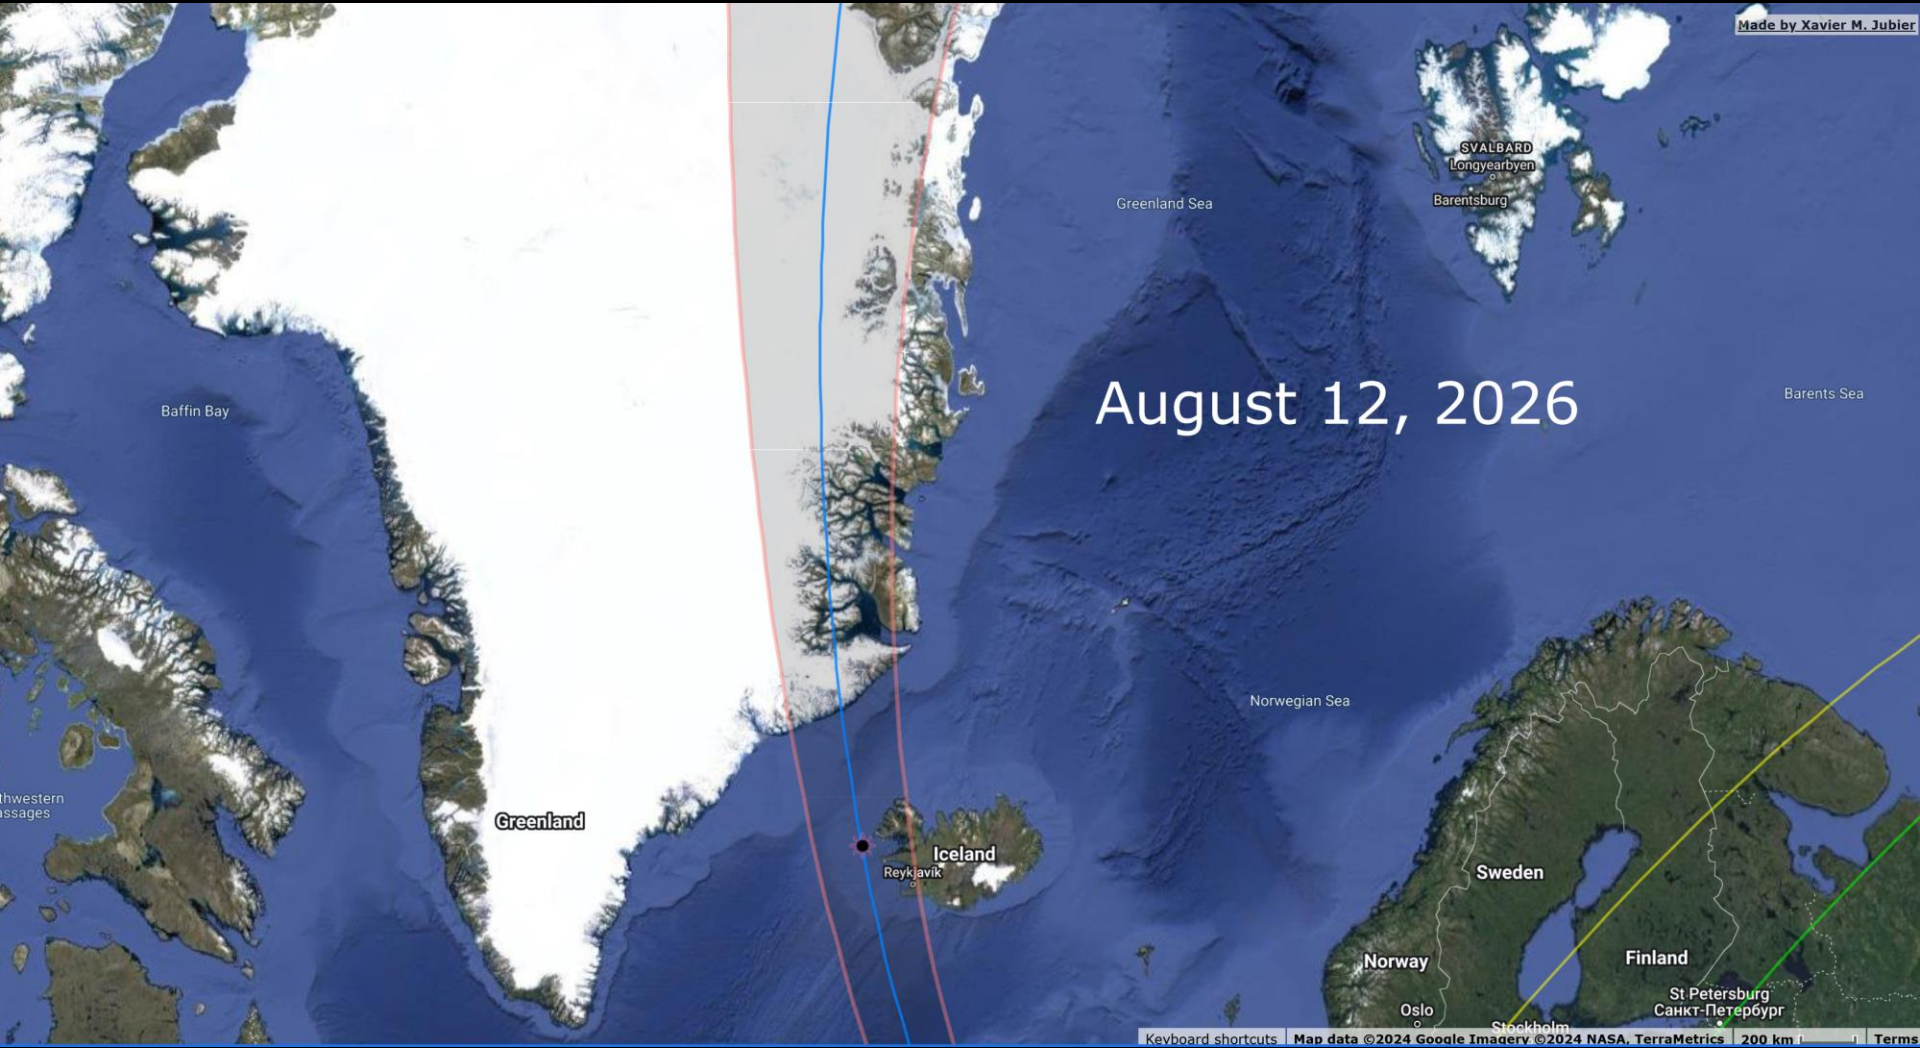 Made by Xavier M. Jubier
SVALBARD
Longyearbyen
Barentsburg
Greenland Sea
August 12, 2026
Barents Sea
Baffin Bay
Norwegian Sea
thwestern
assages
Greenland
Iceland
Reykjavík
Sweden
Norway
Finland
Oslo
St Petersburg
Санкт-Петербург
Stockholm
Keyboard shortcuts
Map data ©2024 Google Imagery ©2024 NASA, TerraMetrics
200 km
Terms